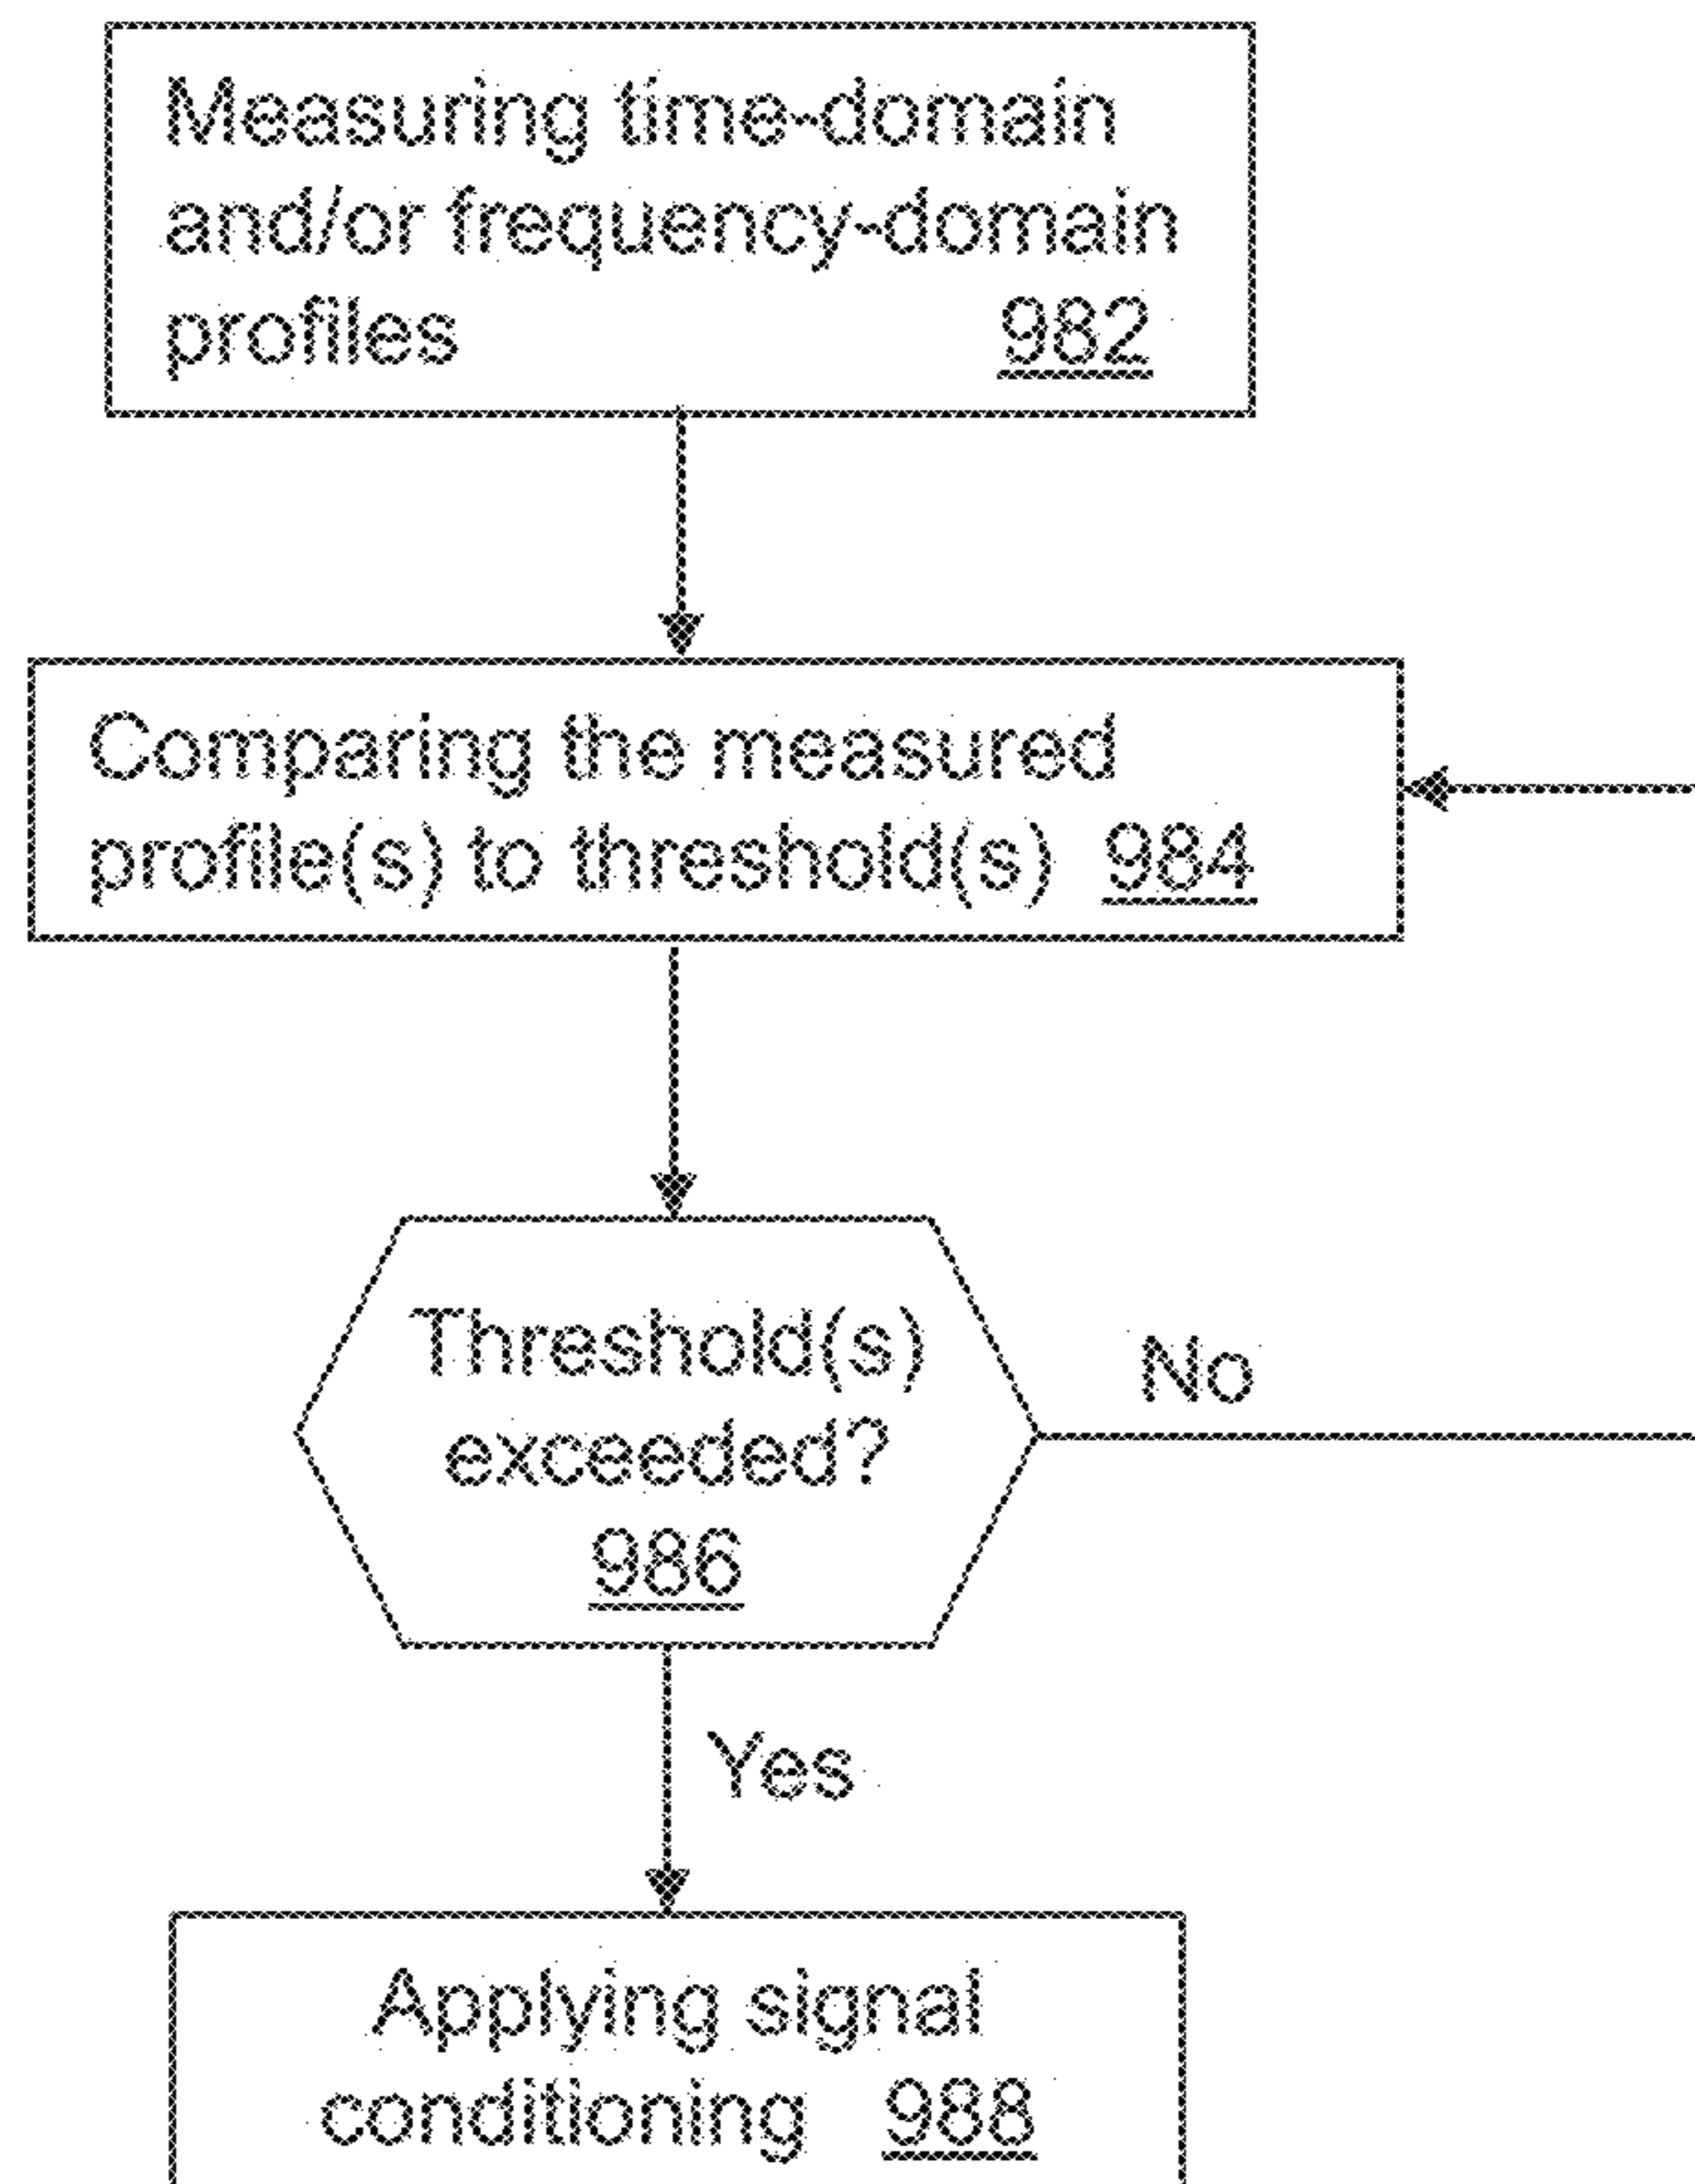 Measuring time-domain
and/or frequency-domain
profiles 982
Comparing the measured
profile(s) to threshold(s) 984
Threshold(s)
exceeded?
986
No
Yes
Applying signal
conditioning 988